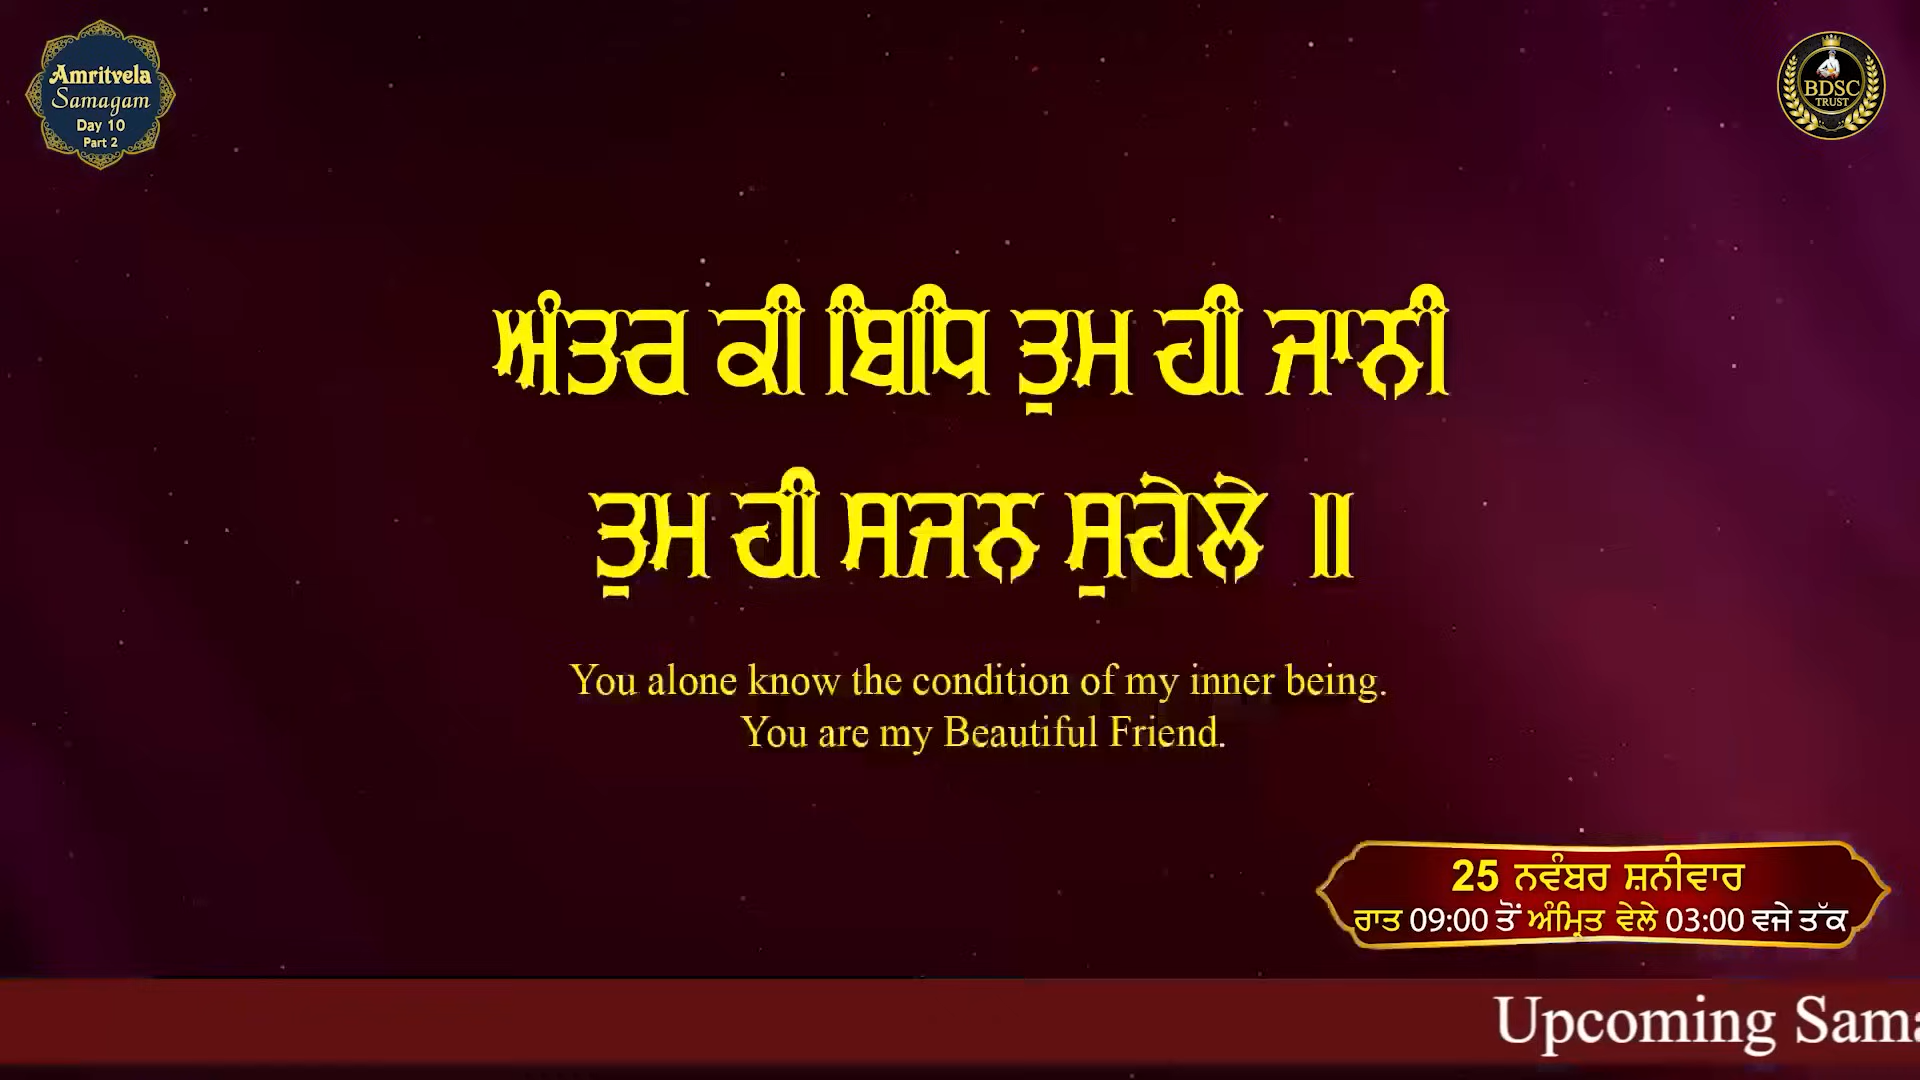 Amritvela
Samagam
Day 10
Part 2
BDSC
TRUST
ਅੰਤਰ ਕੀ ਬਿਧਿ ਤੁਮ ਹੀ ਜਾਨੀ
ਤੁਮ ਹੀ ਸਜਨ ਸੁਹੇਲੇ ॥
You alone know the condition of my inner being.
You are my Beautiful Friend.
25 ਨਵੰਬਰ ਸ਼ਨੀਵਾਰ
ਰਾਤ 09:00 ਤੋਂ ਅੰਮ੍ਰਿਤ ਵੇਲੇ 03:00 ਵਜੇ ਤੱਕ
Upcoming Sama